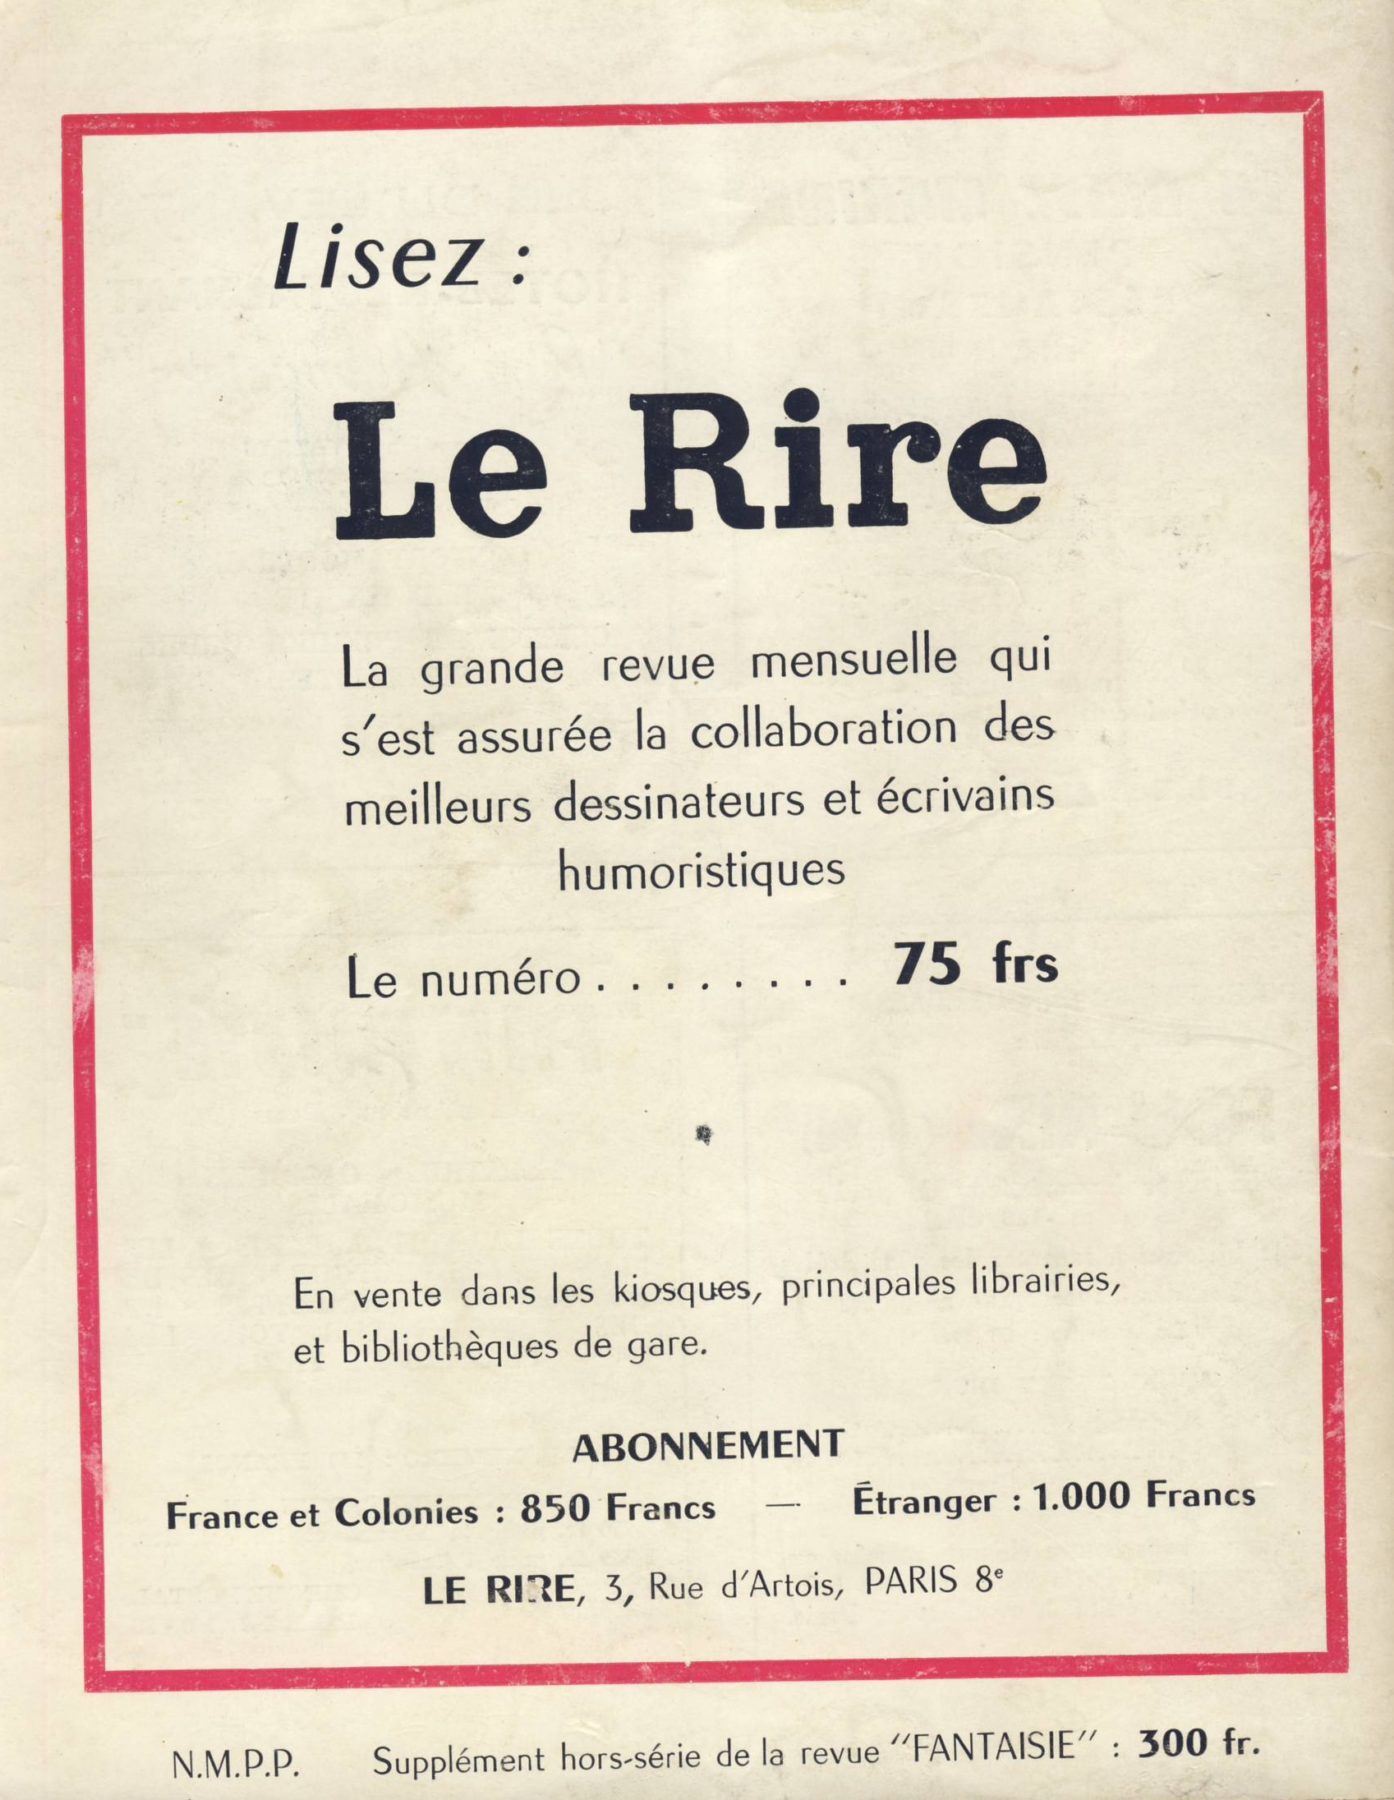 Lisez :
Le Rire
La grande revue mensuelle qui
s'est assurée la collaboration des
meilleurs dessinateurs et écrivains
humoristiques
Le numéro . . . . . . . . 75 frs
En vente dans les kiosques, principales librairies,
et bibliothèques de gare.
ABONNEMENT
France et Colonies : 850 Francs — Étranger : 1.000 Francs
LE RIRE, 3, Rue d'Artois, PARIS 8e
N.M.P.P. Supplément hors-série de la revue "FANTAISIE" : 300 fr.